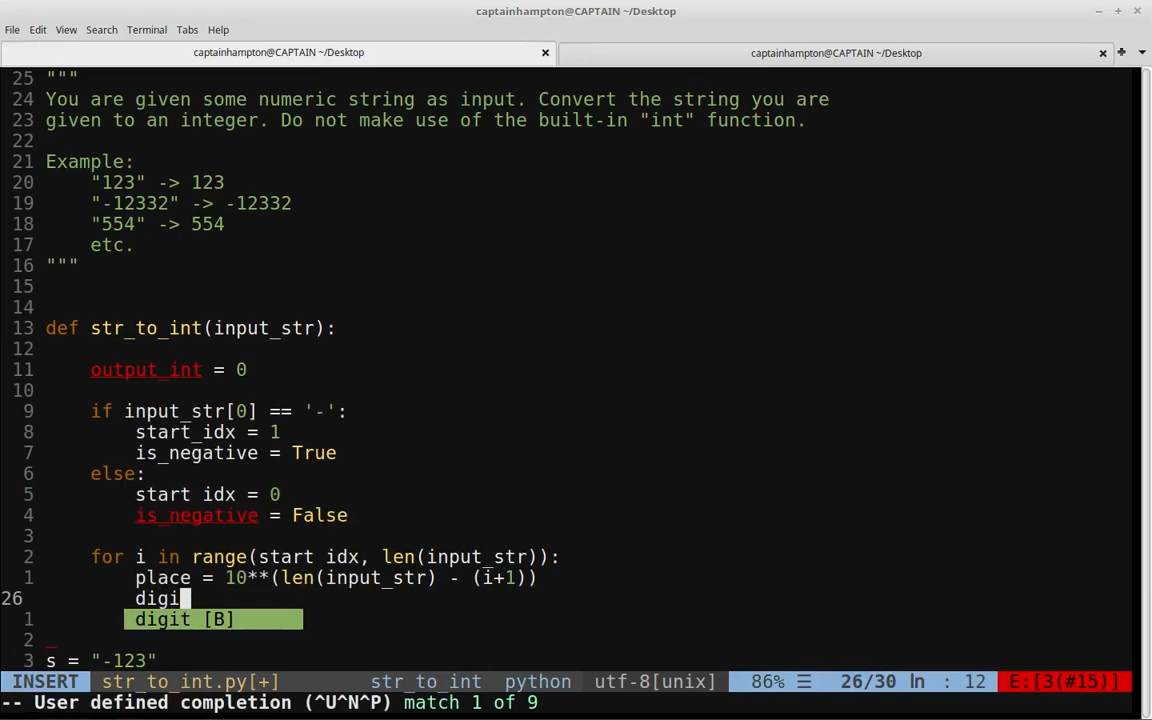 captainhampton@CAPTAIN ~/Desktop
File Edit View Search Terminal Tabs Help
captainhampton@CAPTAIN ~/Desktop captainhampton@CAPTAIN ~/Desktop
25 """
24 You are given some numeric string as input. Convert the string you are
23 given to an integer. Do not make use of the built-in "int" function.
22
21 Example:
20 "123" -> 123
19 "-12332" -> -12332
18 "554" -> 554
17 etc.
16 """
15
14
13 def str_to_int(input_str):
12
11 output_int = 0
10
9 if input_str[0] == '-':
8 start_idx = 1
7 is_negative = True
6 else:
5 start idx = 0
4 is_negative = False
3
2 for i in range(start idx, len(input_str)):
1 place = 10**(len(input_str) - (i+1))
26 digi
1 digit [B]
2 _
3 s = "-123"
INSERT str_to_int.py[+] str_to_int python utf-8[unix] 86% ☰ 26/30 ln : 12 E:[3(#15)]
-- User defined completion (^U^N^P) match 1 of 9